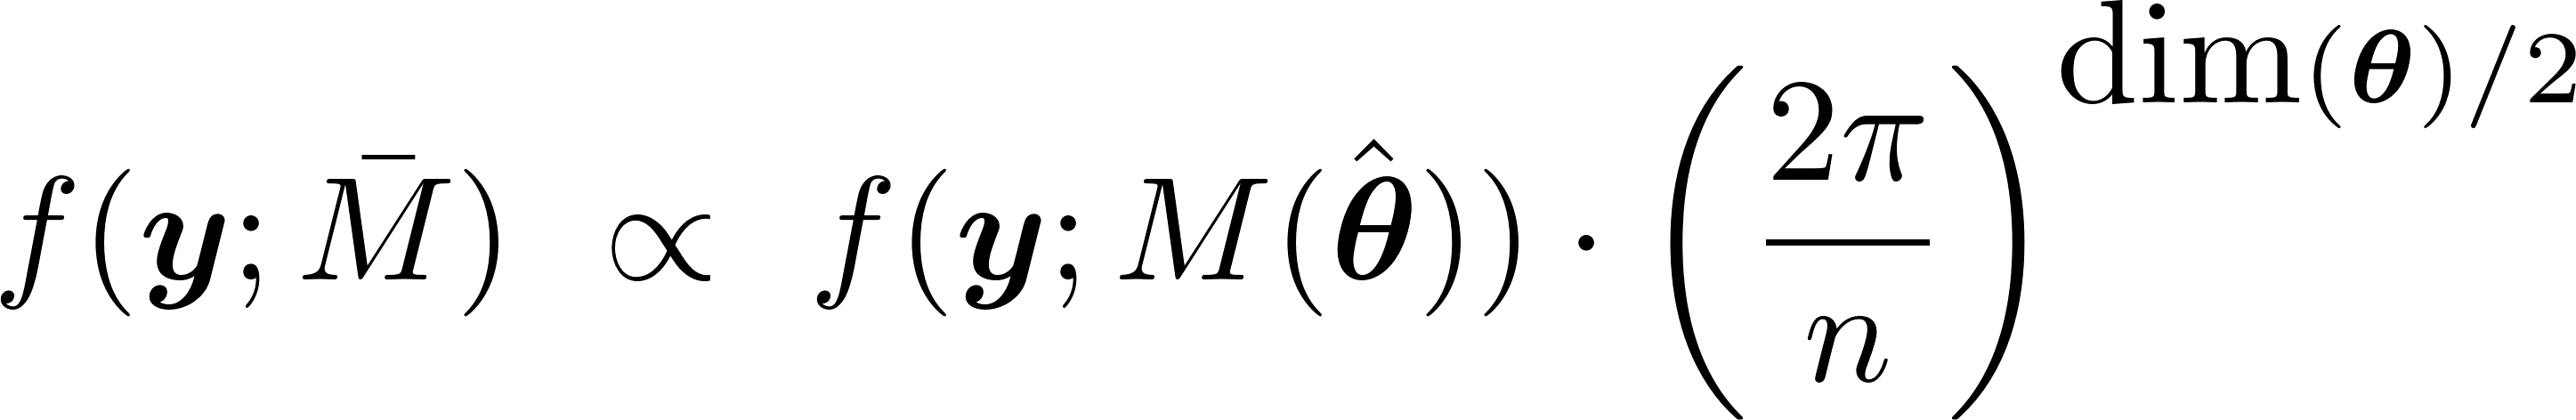 f(𝒚; M̄) ∝ f(𝒚; M(𝜽̂)) · (2π/n)^{dim(𝜽)/2}